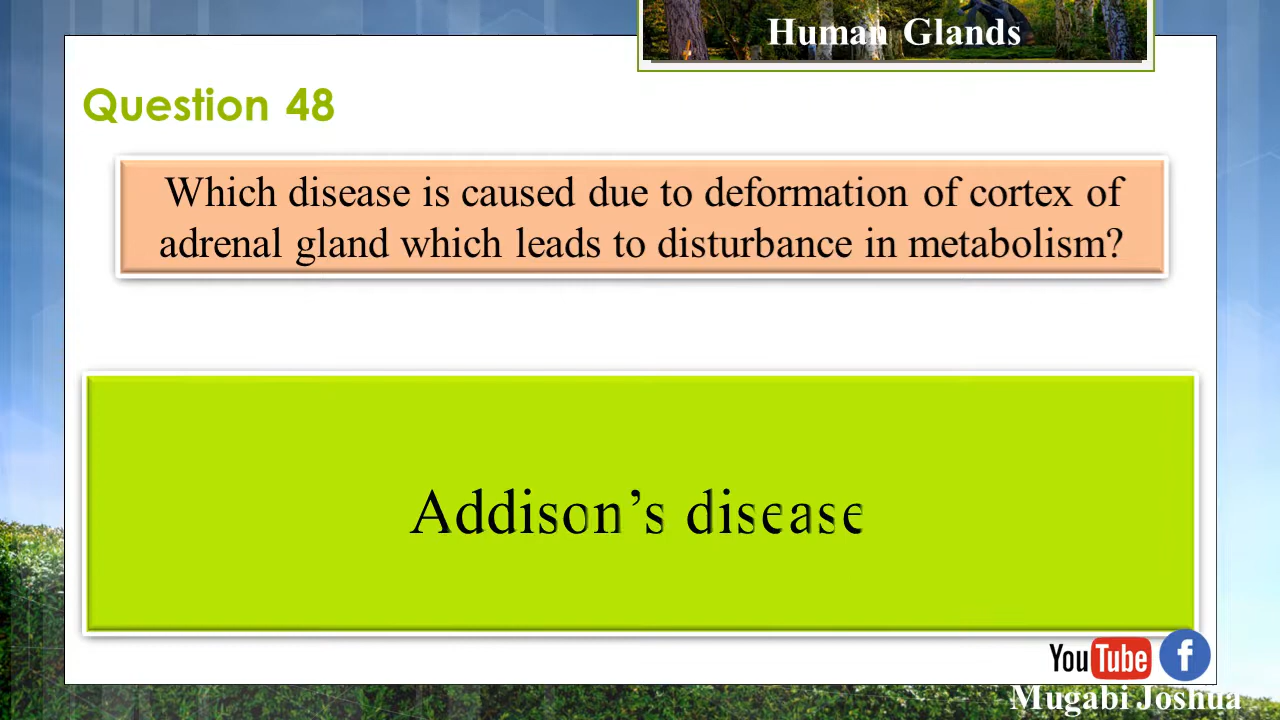 Human Glands
Question 48
Which disease is caused due to deformation of cortex of
adrenal gland which leads to disturbance in metabolism?
Addison’s disease
YouTube f
Mugabi Joshua